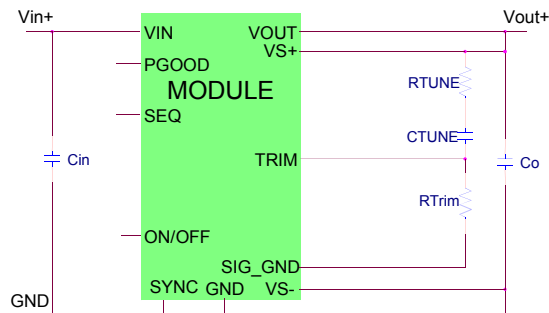 Vin+
Vout+
VIN
VOUT
VS+
PGOOD
RTUNE
MODULE
SEQ
CTUNE
Cin
TRIM
Co
RTrim
ON/OFF
SIG_GND
SYNC
GND
VS-
GND